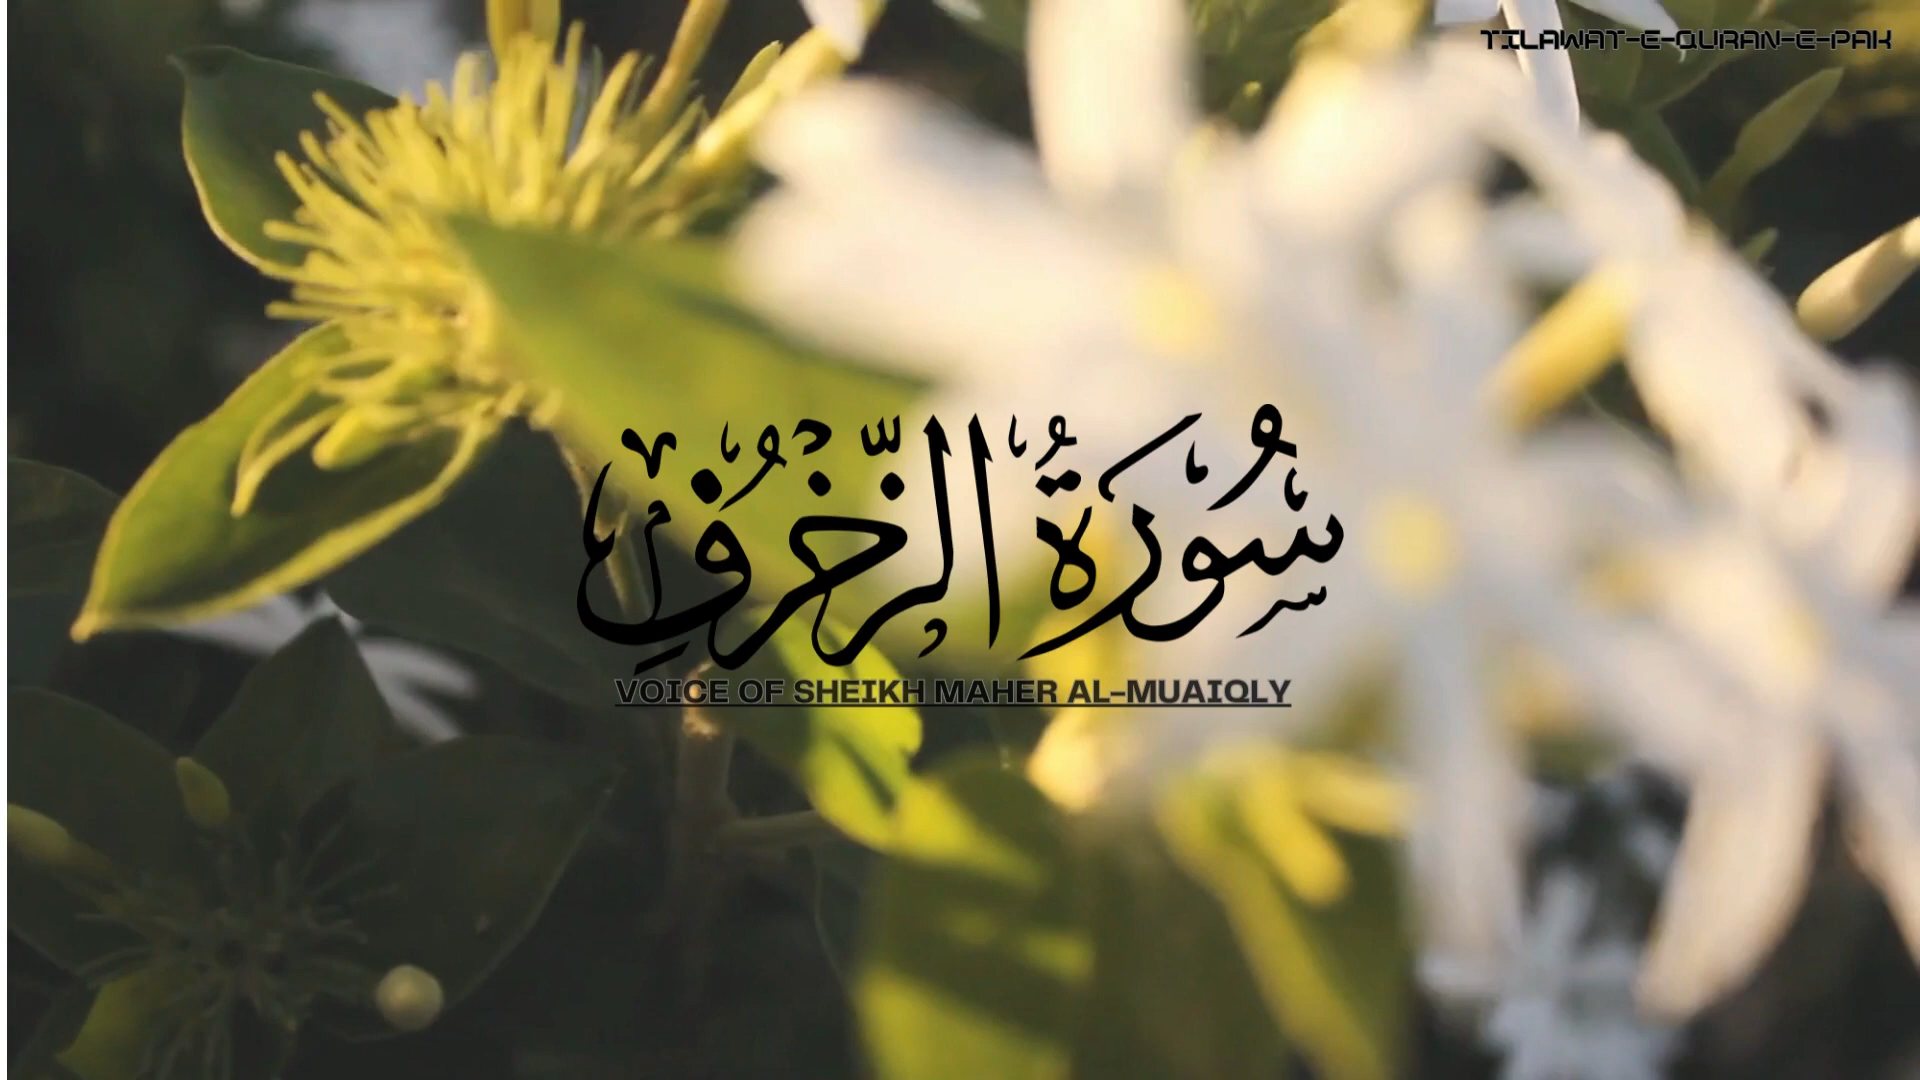 TILAWAT-E-QURAN-E-PAK
سُورَةُ الزُّخْرُفِ
VOICE OF SHEIKH MAHER AL-MUAIQLY